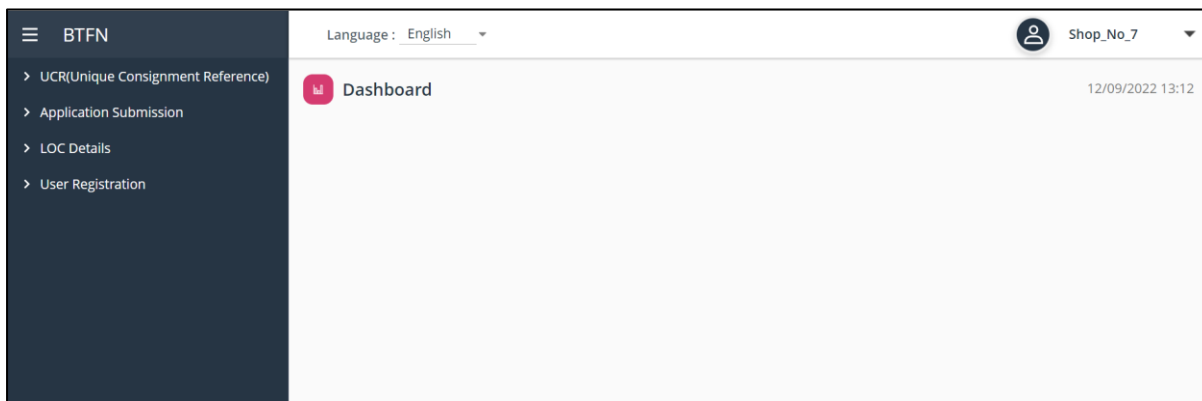 BTFN
Language : English
Shop_No_7
UCR(Unique Consignment Reference)
Application Submission
LOC Details
User Registration
Dashboard
12/09/2022 13:12